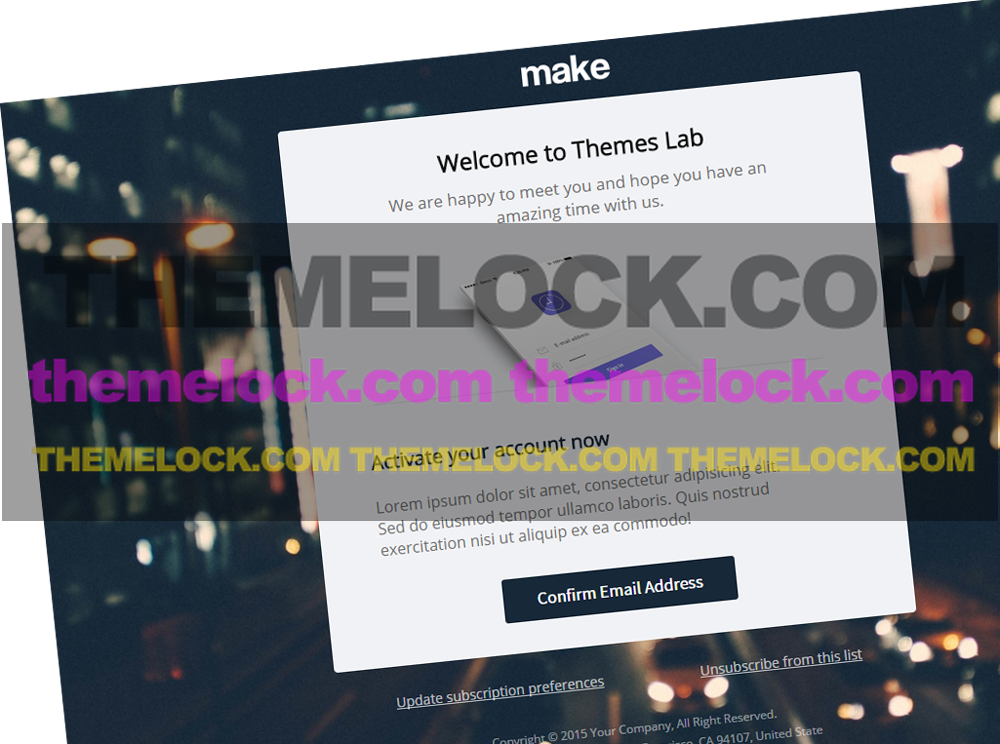 make
Welcome to Themes Lab
We are happy to meet you and hope you have an
amazing time with us.
THEMELOCK.COM
E-mail address
Sign in
themelock.com themelock.com
Activate your account now
THEMELOCK.COM THEMELOCK.COM THEMELOCK.COM
Lorem ipsum dolor sit amet, consectetur adipisicing elit.
Sed do eiusmod tempor ullamco laboris. Quis nostrud
exercitation nisi ut aliquip ex ea commodo!
Confirm Email Address
Update subscription preferences
Unsubscribe from this list
Copyright © 2015 Your Company, All Right Reserved.
CA 94107, United State